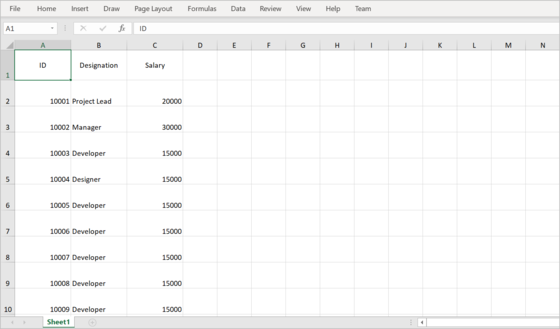 File Home Insert Draw Page Layout Formulas Data Review View Help Team
A1 fx ID
A B C D E F G H I J K L M N
1 ID Designation Salary
2 10001 Project Lead 20000
3 10002 Manager 30000
4 10003 Developer 15000
5 10004 Designer 15000
6 10005 Developer 15000
7 10006 Developer 15000
8 10007 Developer 15000
9 10008 Developer 15000
10 10009 Developer 15000
Sheet1